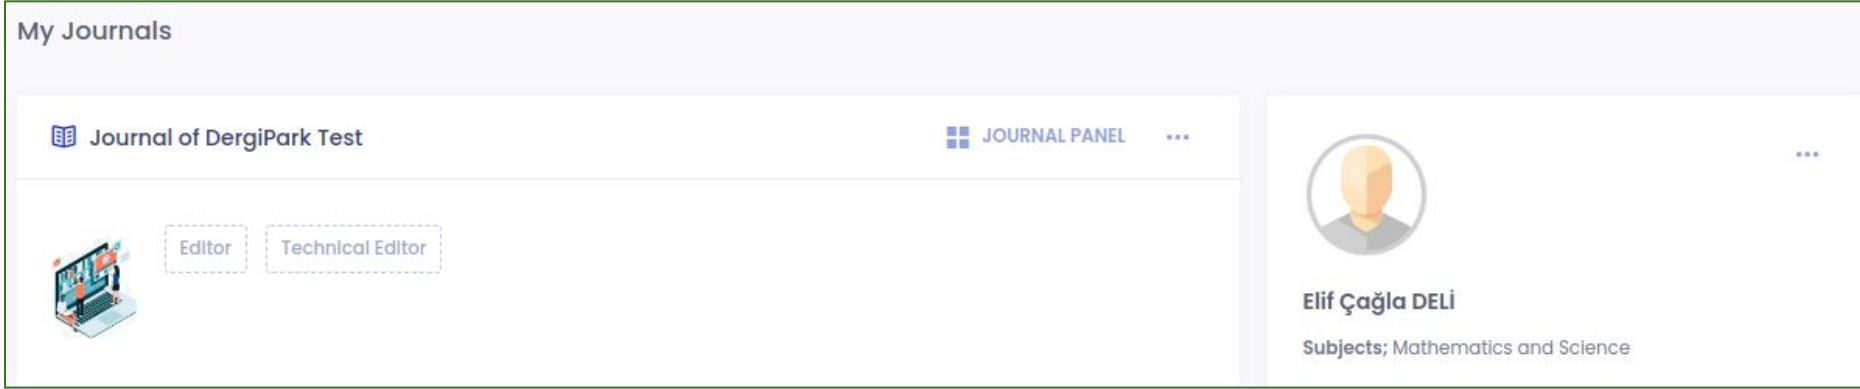 My Journals
Journal of DergiPark Test
JOURNAL PANEL
Editor
Technical Editor
Elif Çağla DELİ
Subjects; Mathematics and Science